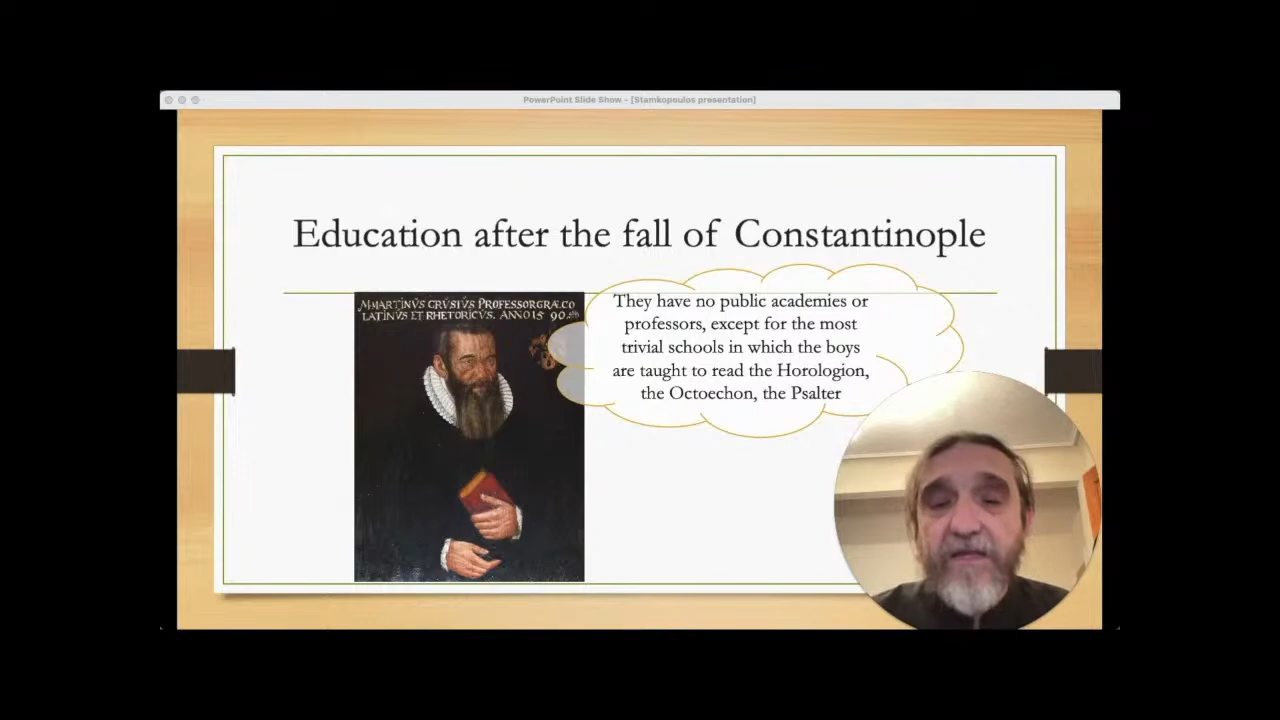 PowerPoint Slide Show - [Stamkopoulos presentation]
Education after the fall of Constantinople
M.MARTINVS CRVSIVS PROFESSOR GRÆCO
LATINVS ET RHETORICVS. ANNO 15 90.
They have no public academies or
professors, except for the most
trivial schools in which the boys
are taught to read the Horologion,
the Octoechon, the Psalter